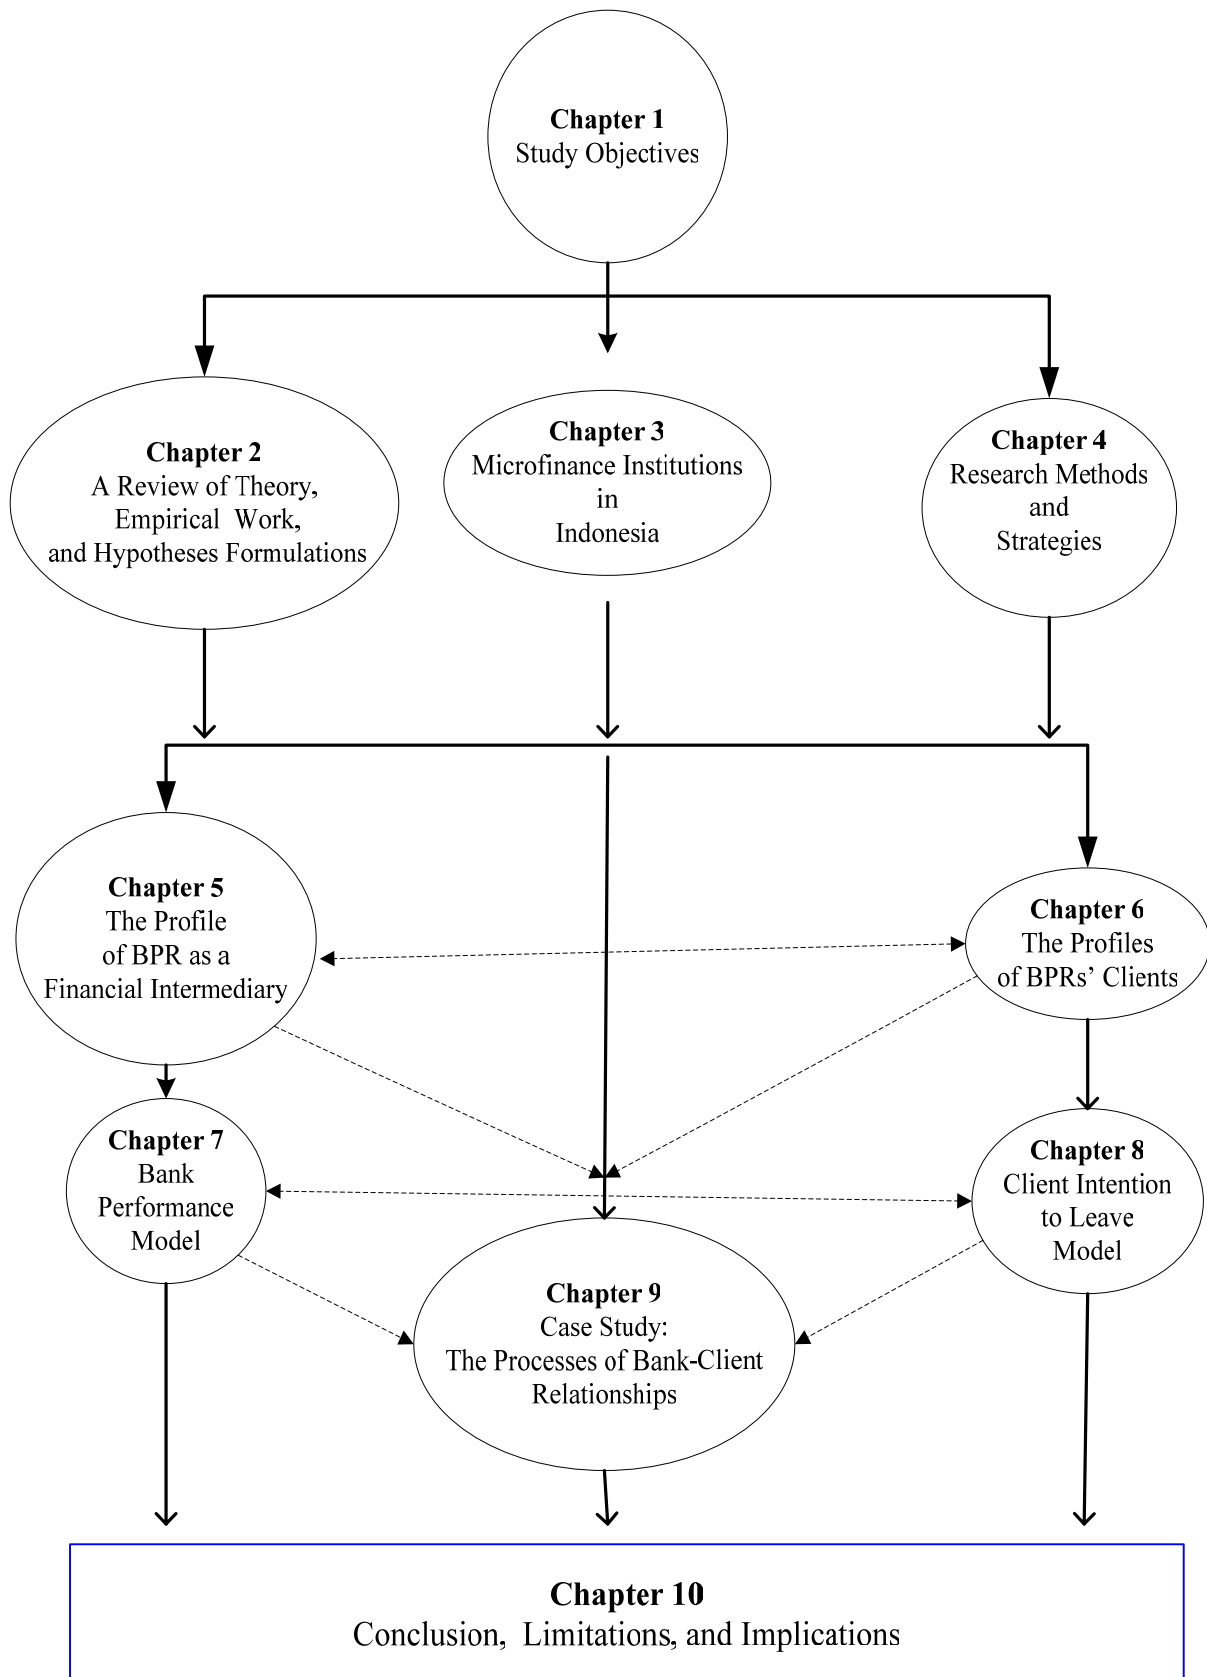 Chapter 1
Study Objectives
Chapter 2
A Review of Theory,
Empirical Work,
and Hypotheses Formulations
Chapter 3
Microfinance Institutions
in
Indonesia
Chapter 4
Research Methods
and
Strategies
Chapter 5
The Profile
of BPR as a
Financial Intermediary
Chapter 6
The Profiles
of BPRs’ Clients
Chapter 7
Bank
Performance
Model
Chapter 8
Client Intention
to Leave
Model
Chapter 9
Case Study:
The Processes of Bank-Client
Relationships
Chapter 10
Conclusion, Limitations, and Implications